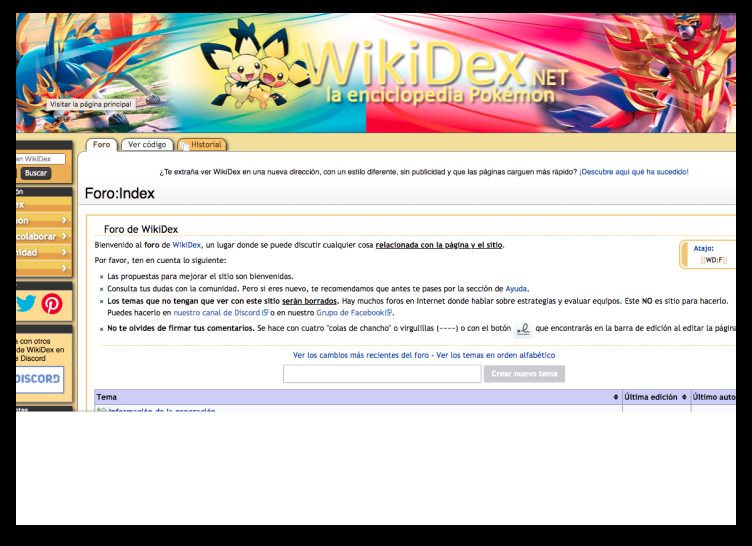 WikiDex.NET
la enciclopedia Pokémon
Visitar la página principal
Foro
Ver código
Historial
en WikiDex
Buscar
¿Te extraña ver WikiDex en una nueva dirección, con un estilo diferente, sin publicidad y que las páginas carguen más rápido? ¡Descubre aquí qué ha sucedido!
Foro:Index
colaborar
Foro de WikiDex
Bienvenido al foro de WikiDex, un lugar donde se puede discutir cualquier cosa relacionada con la página y el sitio.
Atajo:
[[WD:F]]
Por favor, ten en cuenta lo siguiente:
Las propuestas para mejorar el sitio son bienvenidas.
Consulta tus dudas con la comunidad. Pero si eres nuevo, te recomendamos que antes te pases por la sección de Ayuda.
Los temas que no tengan que ver con este sitio serán borrados. Hay muchos foros en Internet donde hablar sobre estrategias y evaluar equipos. Este NO es sitio para hacerlo.
Puedes hacerlo en nuestro canal de Discord o en nuestro Grupo de Facebook.
No te olvides de firmar tus comentarios. Se hace con cuatro "colas de chancho" o virgulillas (~~~~) o con el botón que encontrarás en la barra de edición al editar la página
a con otros
de WikiDex en
e Discord
DISCORD
Ver los cambios más recientes del foro - Ver los temas en orden alfabético
Crear nuevo tema
Tema
Última edición
Último auto
Información de la generación